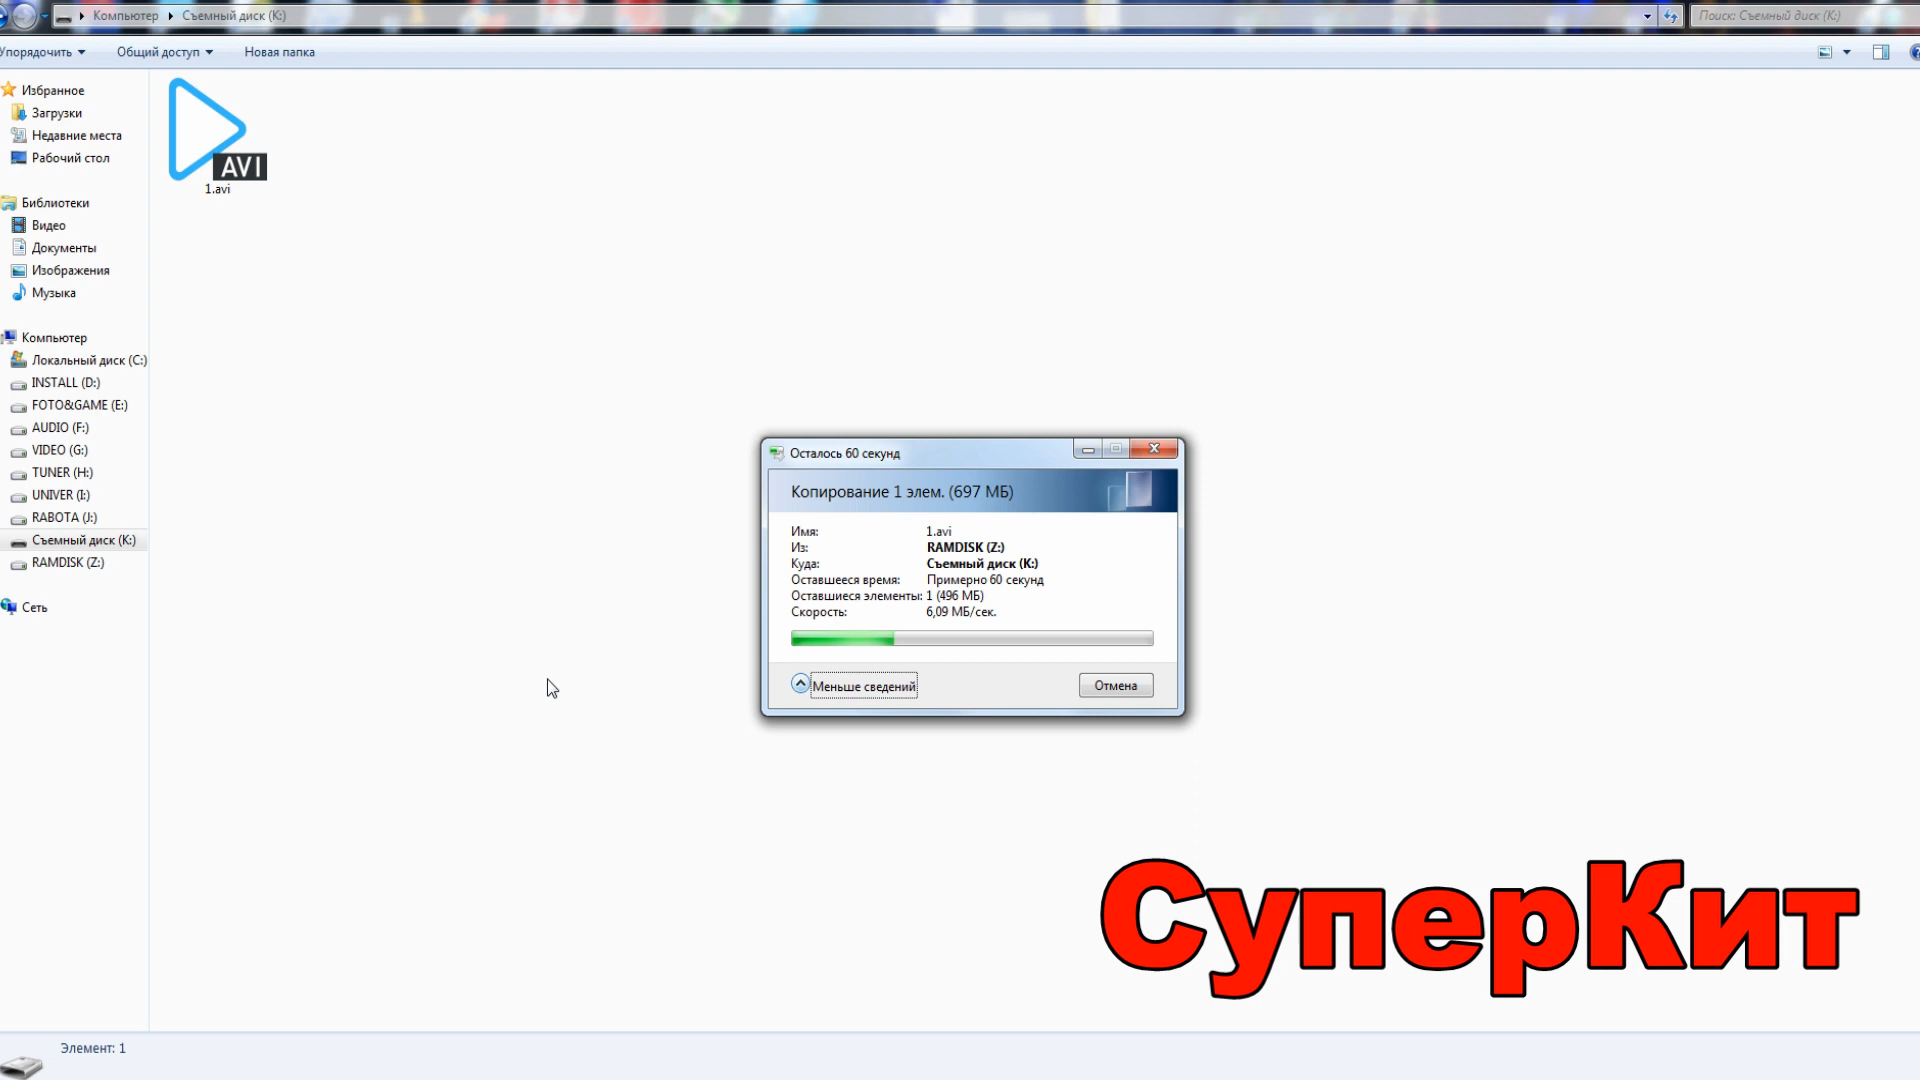 Компьютер
Съемный диск (K:)
Поиск: Съемный диск (K:)
Упорядочить
Общий доступ
Новая папка
Избранное
Загрузки
Недавние места
Рабочий стол
Библиотеки
Видео
Документы
Изображения
Музыка
Компьютер
Локальный диск (C:)
INSTALL (D:)
FOTO&GAME (E:)
AUDIO (F:)
VIDEO (G:)
TUNER (H:)
UNIVER (I:)
RABOTA (J:)
Съемный диск (K:)
RAMDISK (Z:)
Сеть
AVI
1.avi
Осталось 60 секунд
Копирование 1 элем. (697 МБ)
Имя: 1.avi
Из: RAMDISK (Z:)
Куда: Съемный диск (K:)
Оставшееся время: Примерно 60 секунд
Оставшиеся элементы: 1 (496 МБ)
Скорость: 6,09 МБ/сек.
Меньше сведений
Отмена
СуперКит
Элемент: 1